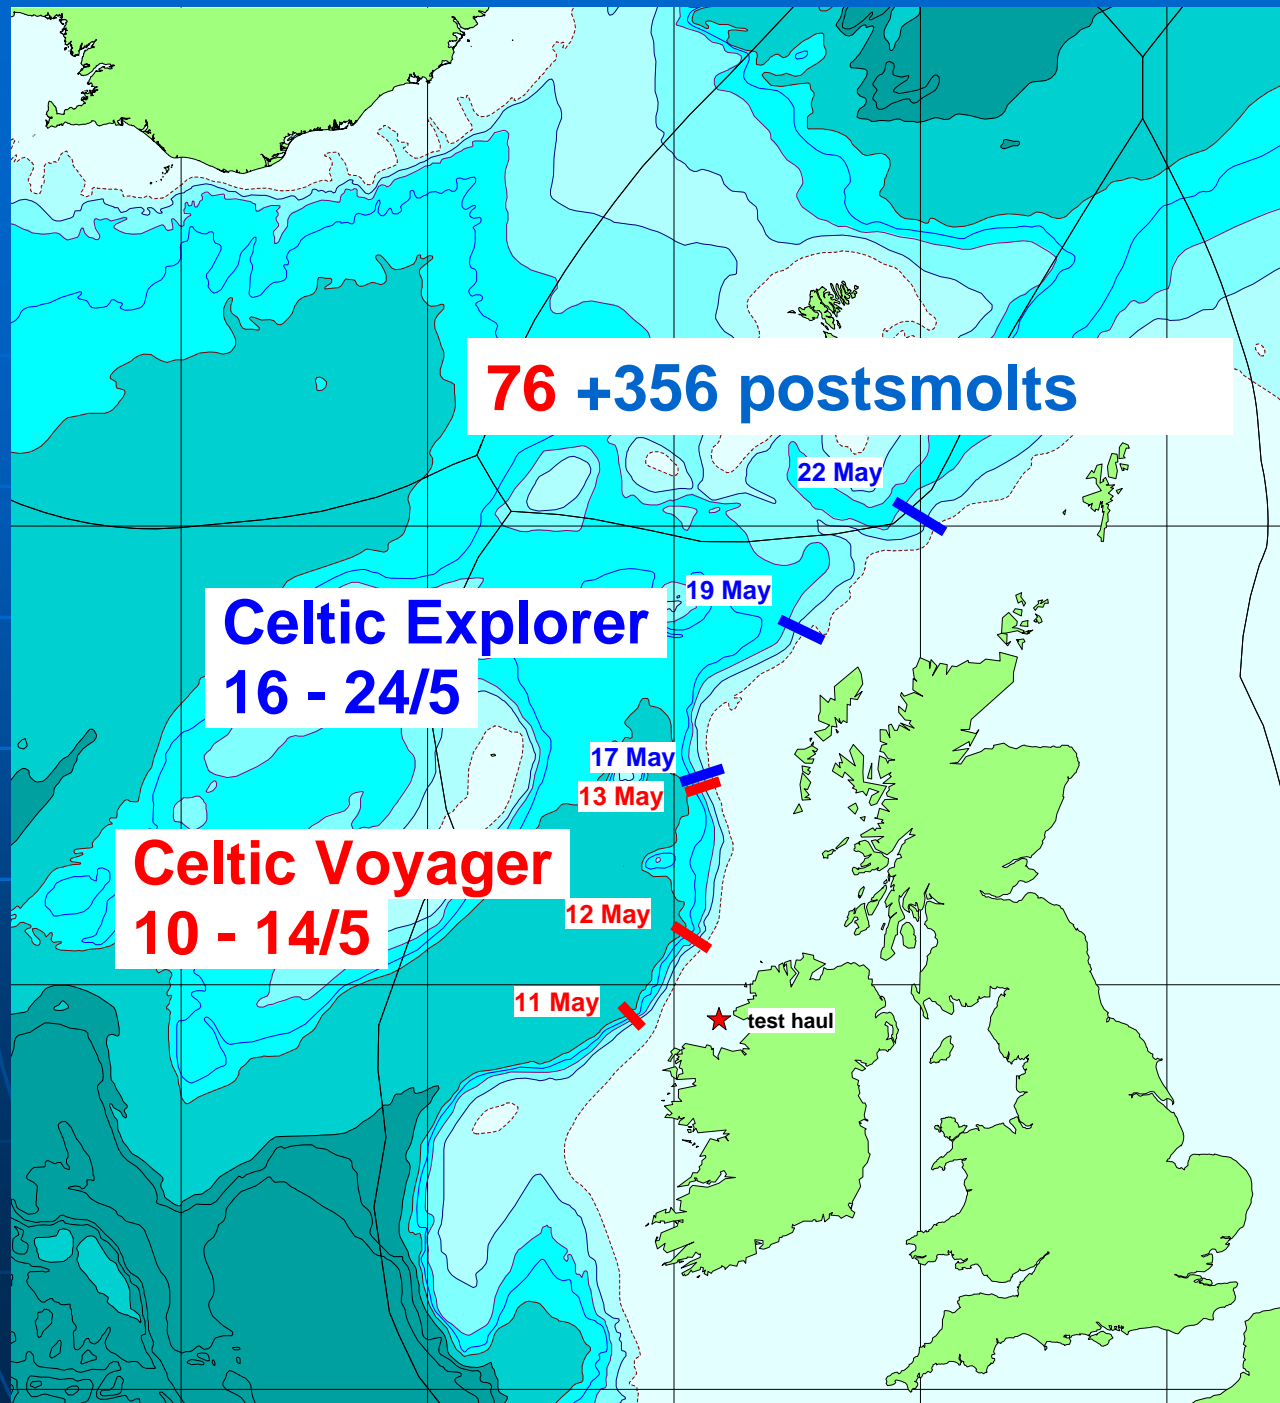 76 +356 postsmolts
22 May
19 May
Celtic Explorer
16 - 24/5
17 May
13 May
Celtic Voyager
10 - 14/5
12 May
11 May
test haul